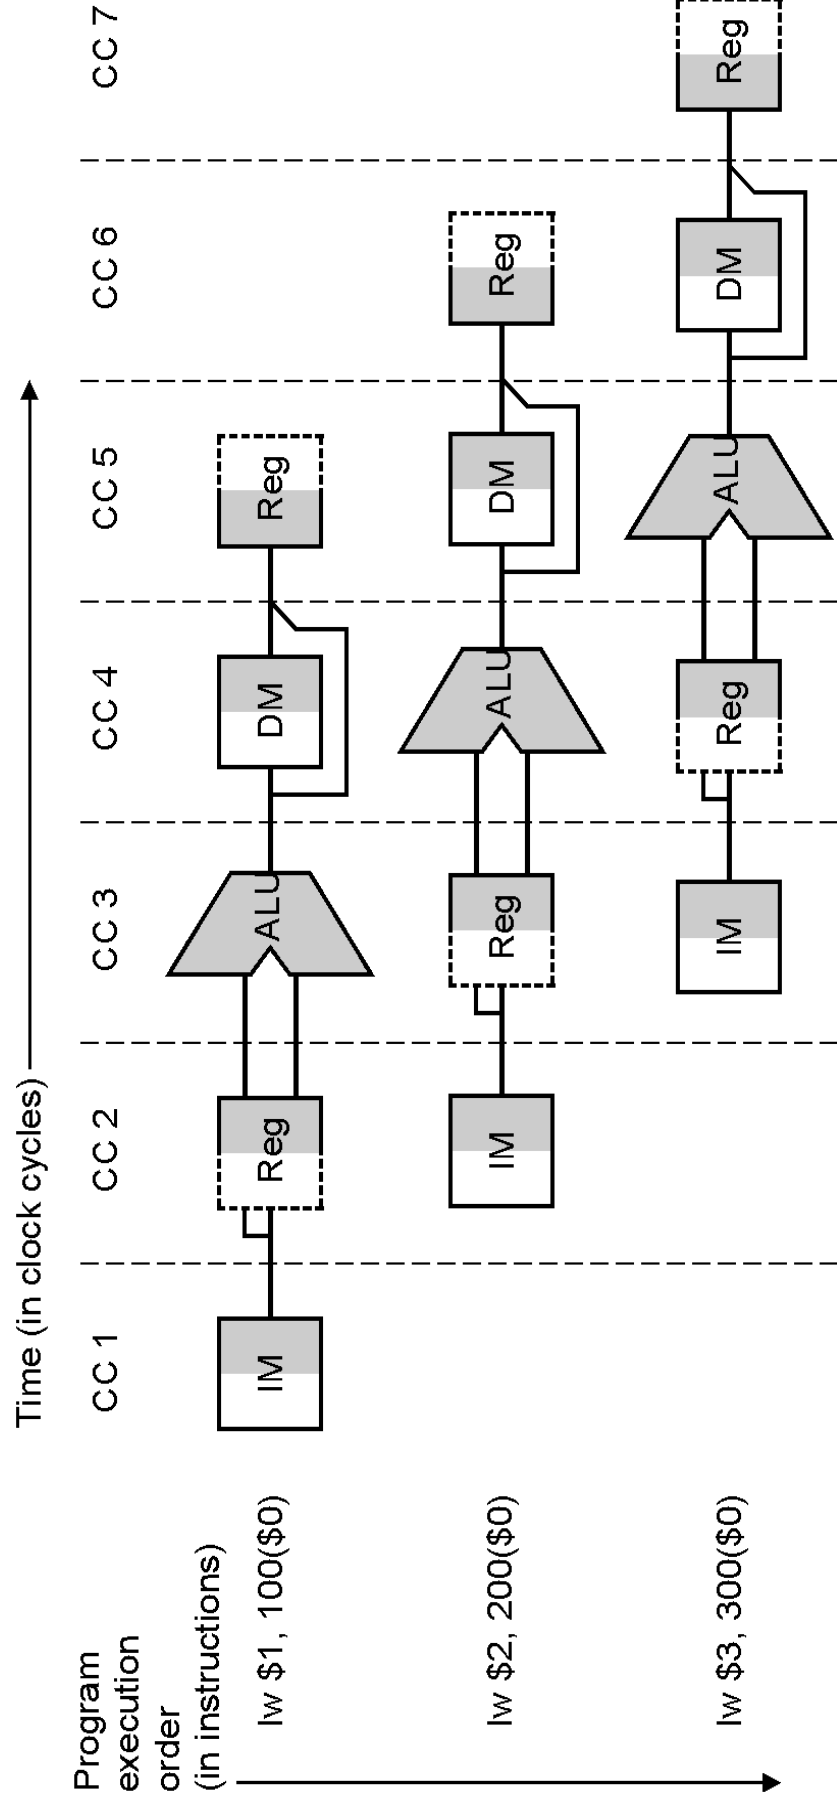 Time (in clock cycles)
Program
execution
order
(in instructions)
CC 1
CC 2
CC 3
CC 4
CC 5
CC 6
CC 7
lw $1, 100($0)
IM
Reg
ALU
DM
Reg
lw $2, 200($0)
IM
Reg
ALU
DM
Reg
lw $3, 300($0)
IM
Reg
ALU
DM
Reg